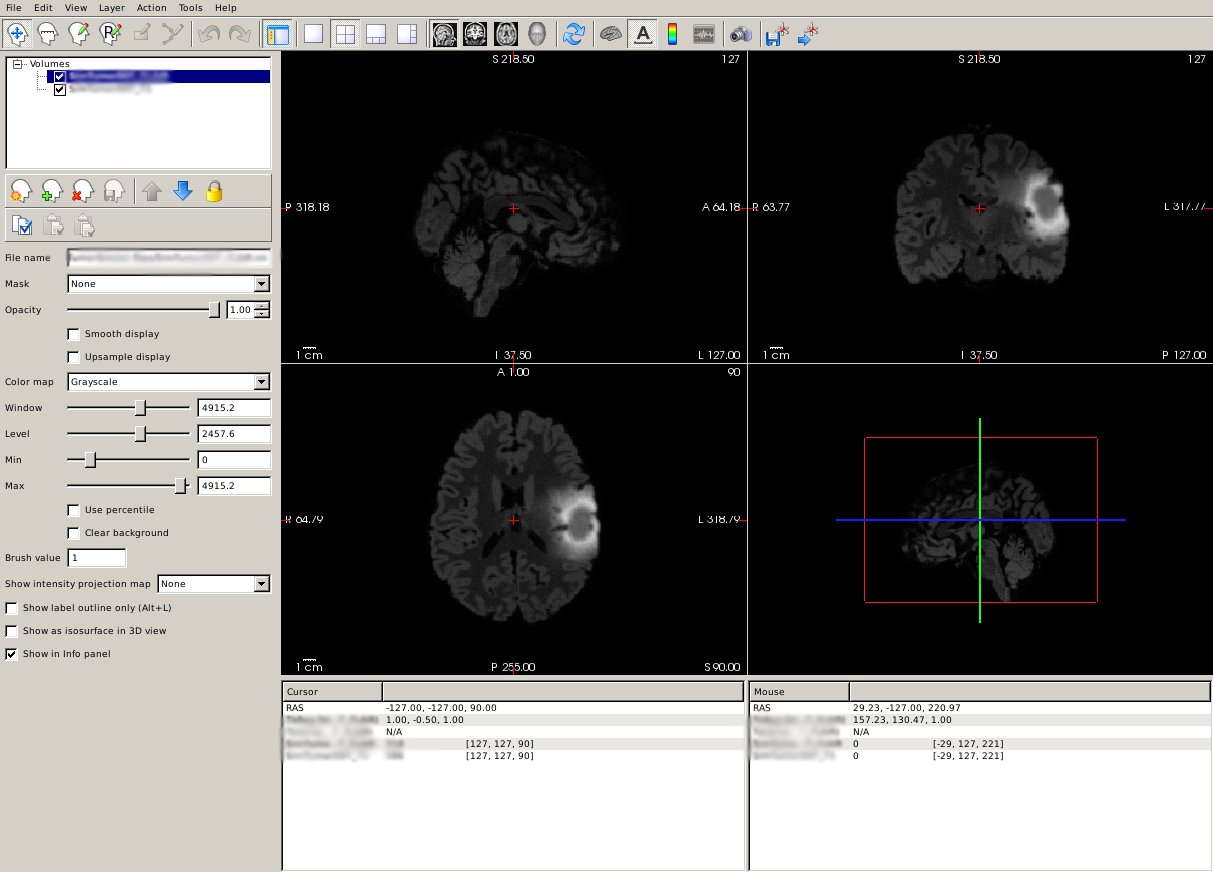 File Edit View Layer Action Tools Help
R
A
Volumes
File name
Mask None
Opacity 1.00
Smooth display
Upsample display
Color map Grayscale
Window 4915.2
Level 2457.6
Min 0
Max 4915.2
Use percentile
Clear background
Brush value 1
Show intensity projection map None
Show label outline only (Alt+L)
Show as isosurface in 3D view
Show in Info panel
S 218.50 127
P 318.18 A 64.18
1 cm I 37.50 L 127.00
S 218.50 127
R 63.77 L 317.77
1 cm I 37.50 P 127.00
A 1.00 90
R 64.79 L 318.79
1 cm P 255.00 S 90.00
Cursor
RAS -127.00, -127.00, 90.00
1.00, -0.50, 1.00
N/A
[127, 127, 90]
[127, 127, 90]
Mouse
RAS 29.23, -127.00, 220.97
157.23, 130.47, 1.00
N/A
0 [-29, 127, 221]
0 [-29, 127, 221]